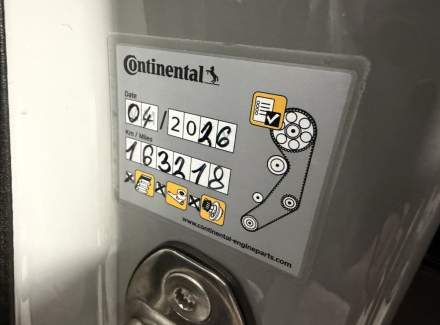 Continental
Date
04/2026
Km / Miles
163218
www.continental-engineparts.com